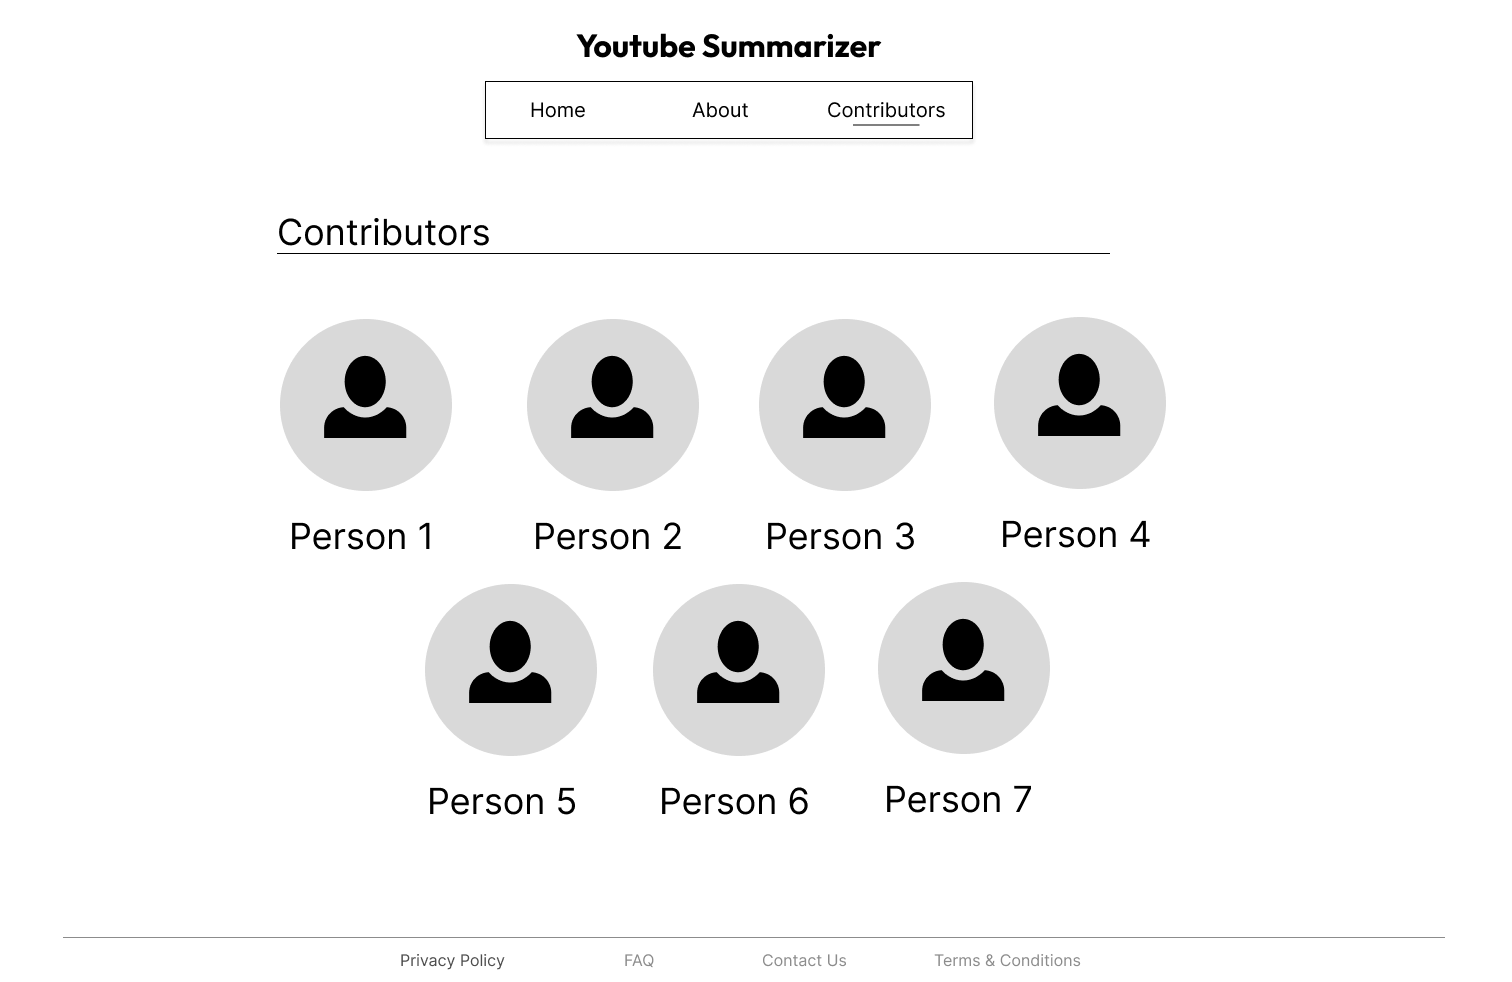 Youtube Summarizer
Home About Contributors
Contributors
Person 1 Person 2 Person 3 Person 4
Person 5 Person 6 Person 7
Privacy Policy FAQ Contact Us Terms & Conditions